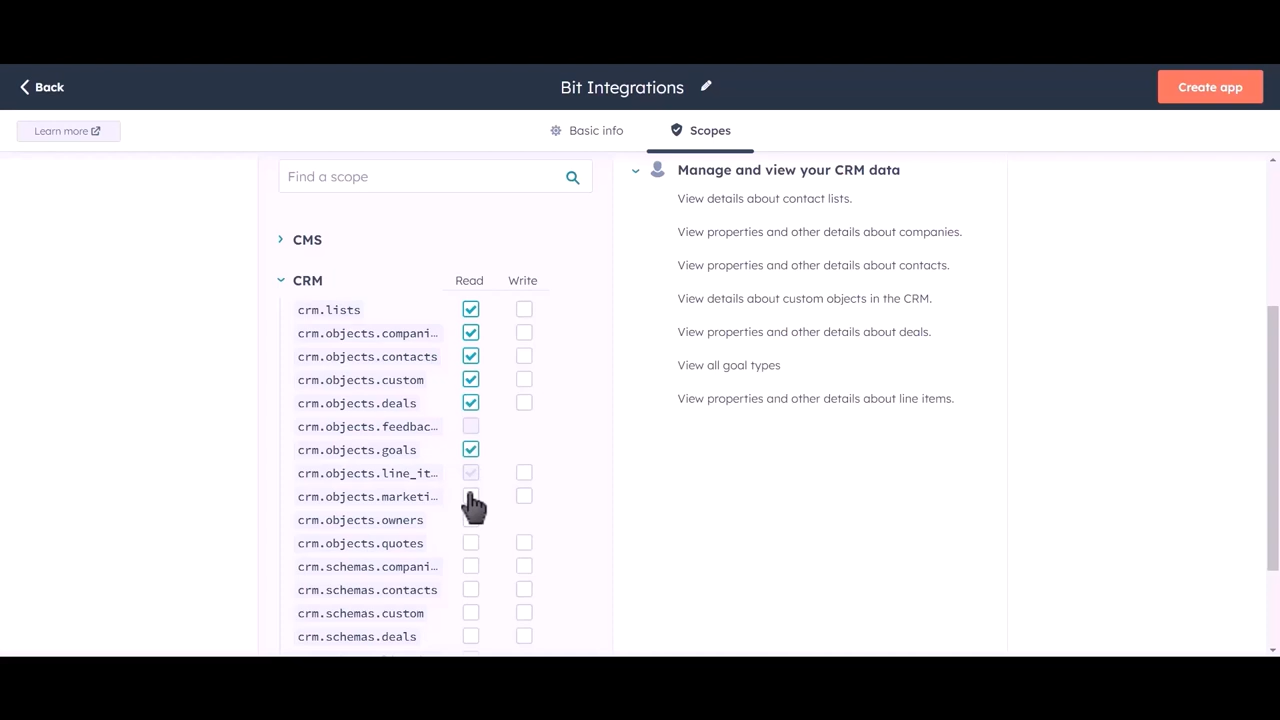 Back
Bit Integrations
Create app
Learn more
Basic info
Scopes
Find a scope
CMS
CRM
Read Write
crm.lists
crm.objects.compani...
crm.objects.contacts
crm.objects.custom
crm.objects.deals
crm.objects.feedbac...
crm.objects.goals
crm.objects.line_it...
crm.objects.marketi...
crm.objects.owners
crm.objects.quotes
crm.schemas.compani...
crm.schemas.contacts
crm.schemas.custom
crm.schemas.deals
Manage and view your CRM data
View details about contact lists.
View properties and other details about companies.
View properties and other details about contacts.
View details about custom objects in the CRM.
View properties and other details about deals.
View all goal types
View properties and other details about line items.